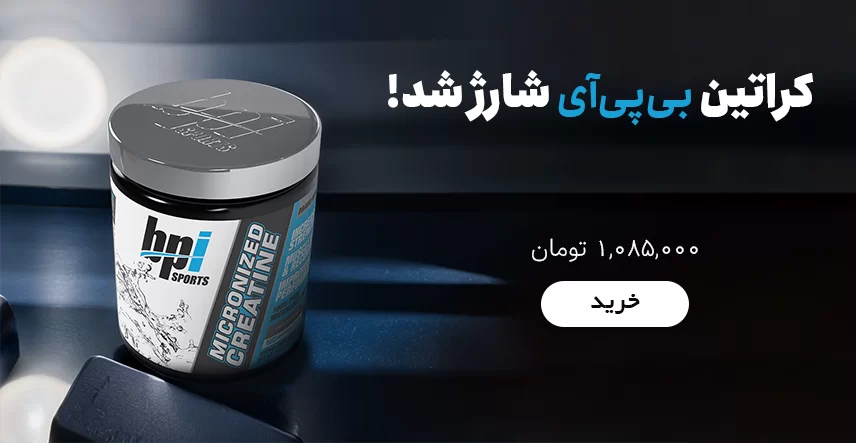 کراتین بی‌پی‌آی شارژ شد!
۱,۰۸۵,۰۰۰ تومان
خرید
bpi
SPORTS
MICRONIZED
CREATINE